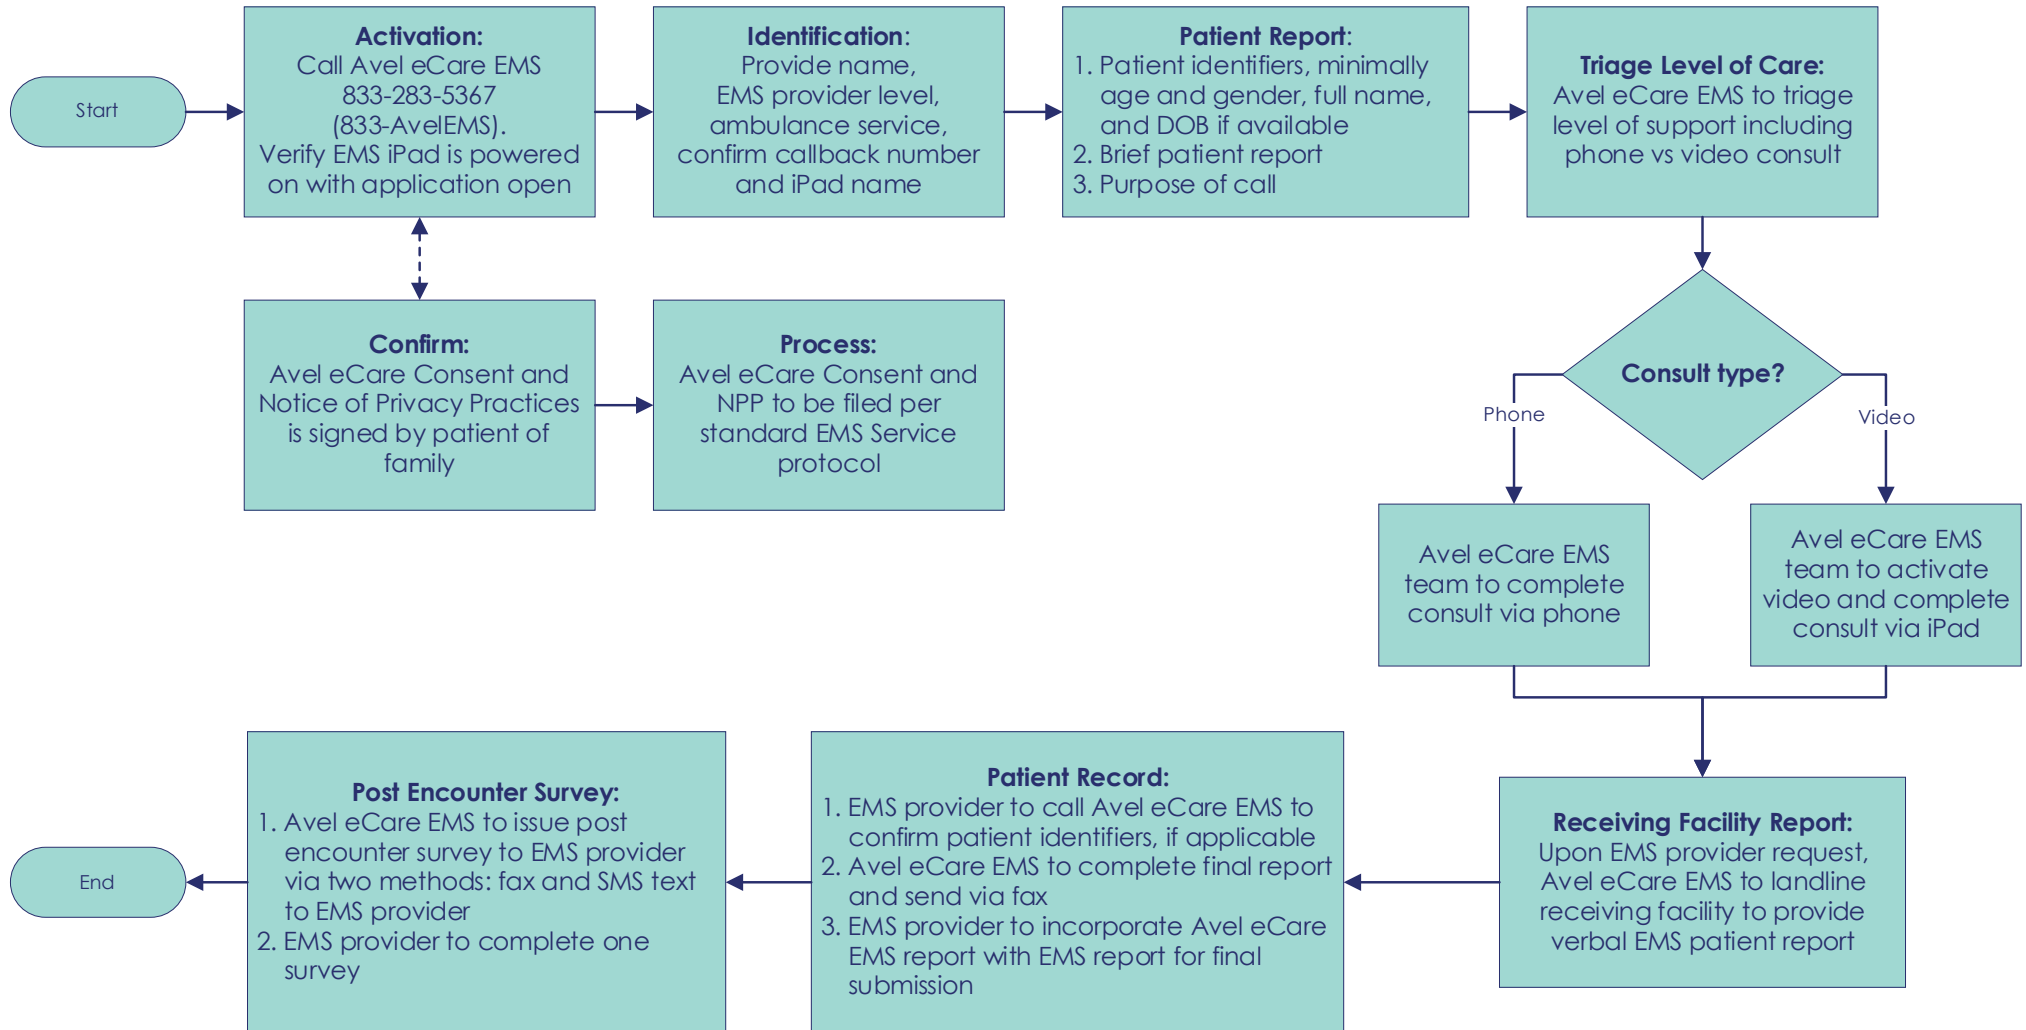 Start
Activation:
Call Avel eCare EMS
833-283-5367
(833-AvelEMS).
Verify EMS iPad is powered
on with application open
Identification:
Provide name,
EMS provider level,
ambulance service,
confirm callback number
and iPad name
Patient Report:
1. Patient identifiers, minimally
age and gender, full name,
and DOB if available
2. Brief patient report
3. Purpose of call
Triage Level of Care:
Avel eCare EMS to triage
level of support including
phone vs video consult
Confirm:
Avel eCare Consent and
Notice of Privacy Practices
is signed by patient of
family
Process:
Avel eCare Consent and
NPP to be filed per
standard EMS Service
protocol
Consult type?
Phone
Video
Avel eCare EMS
team to complete
consult via phone
Avel eCare EMS
team to activate
video and complete
consult via iPad
Receiving Facility Report:
Upon EMS provider request,
Avel eCare EMS to landline
receiving facility to provide
verbal EMS patient report
Patient Record:
1. EMS provider to call Avel eCare EMS to
confirm patient identifiers, if applicable
2. Avel eCare EMS to complete final report
and send via fax
3. EMS provider to incorporate Avel eCare
EMS report with EMS report for final
submission
Post Encounter Survey:
1. Avel eCare EMS to issue post
encounter survey to EMS provider
via two methods: fax and SMS text
to EMS provider
2. EMS provider to complete one
survey
End